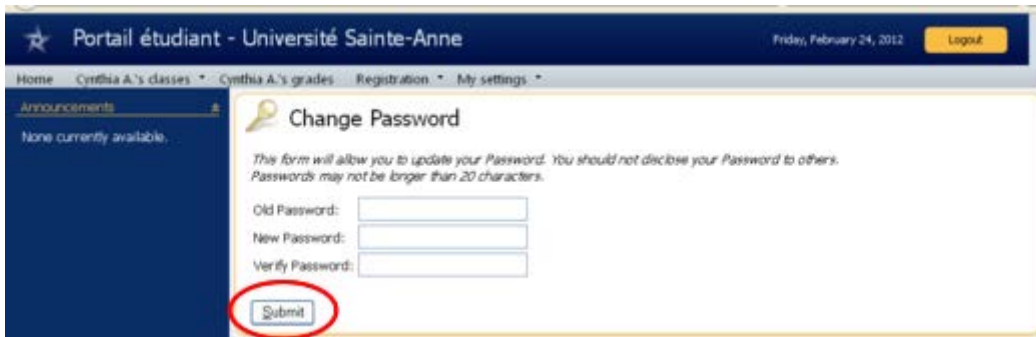 Portail étudiant - Université Sainte-Anne
Friday, February 24, 2012
Logout
Home Cynthia A.'s classes Cynthia A.'s grades Registration My settings
Announcements
None currently available.
Change Password
This form will allow you to update your Password. You should not disclose your Password to others.
Passwords may not be longer than 20 characters.
Old Password:
New Password:
Verify Password:
Submit